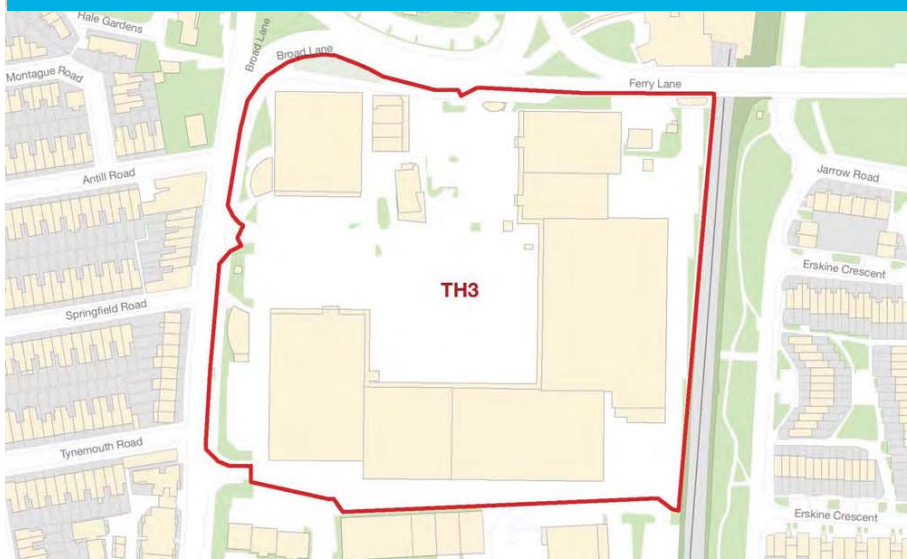 Hale Gardens
Broad Lane
Broad Lane
Montague Road
Ferry Lane
Antill Road
Jarrow Road
Erskine Crescent
TH3
Springfield Road
Tynemouth Road
Erskine Crescent